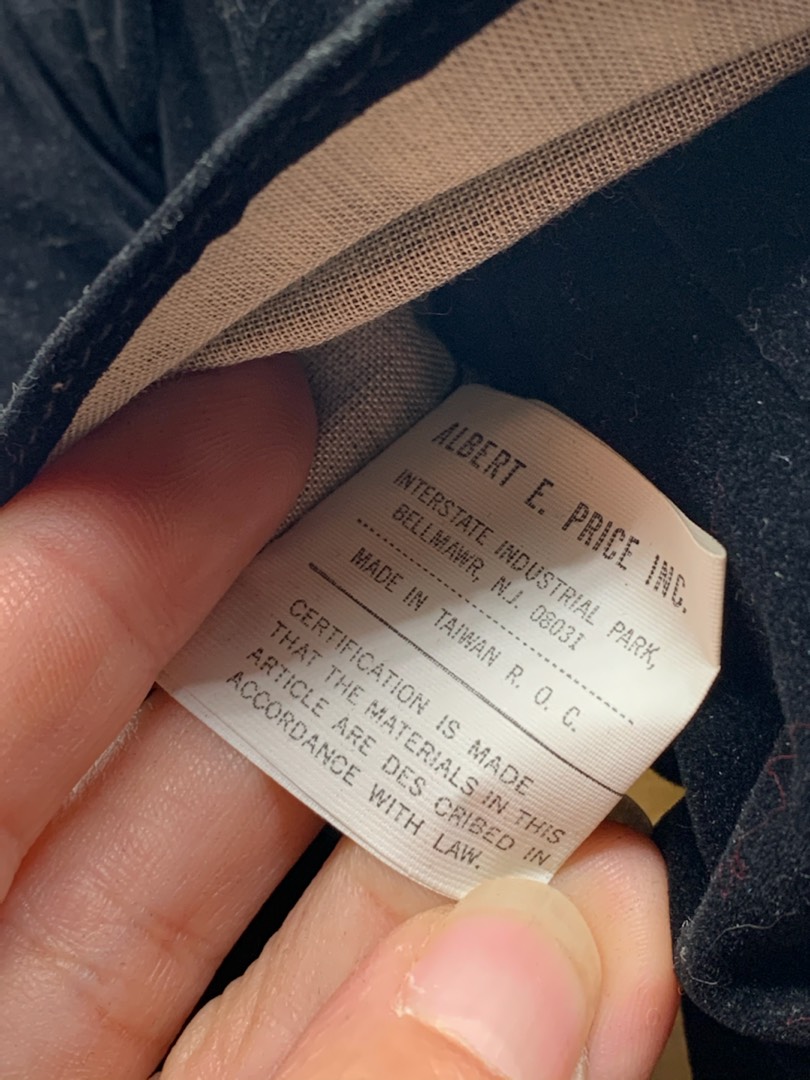 ALBERT E. PRICE INC.
INTERSTATE INDUSTRIAL PARK,
BELLMAWR, N.J. 08031
MADE IN TAIWAN R. O. C.
CERTIFICATION IS MADE
THAT THE MATERIALS IN THIS
ARTICLE ARE DES CRIBED IN
ACCORDANCE WITH LAW.